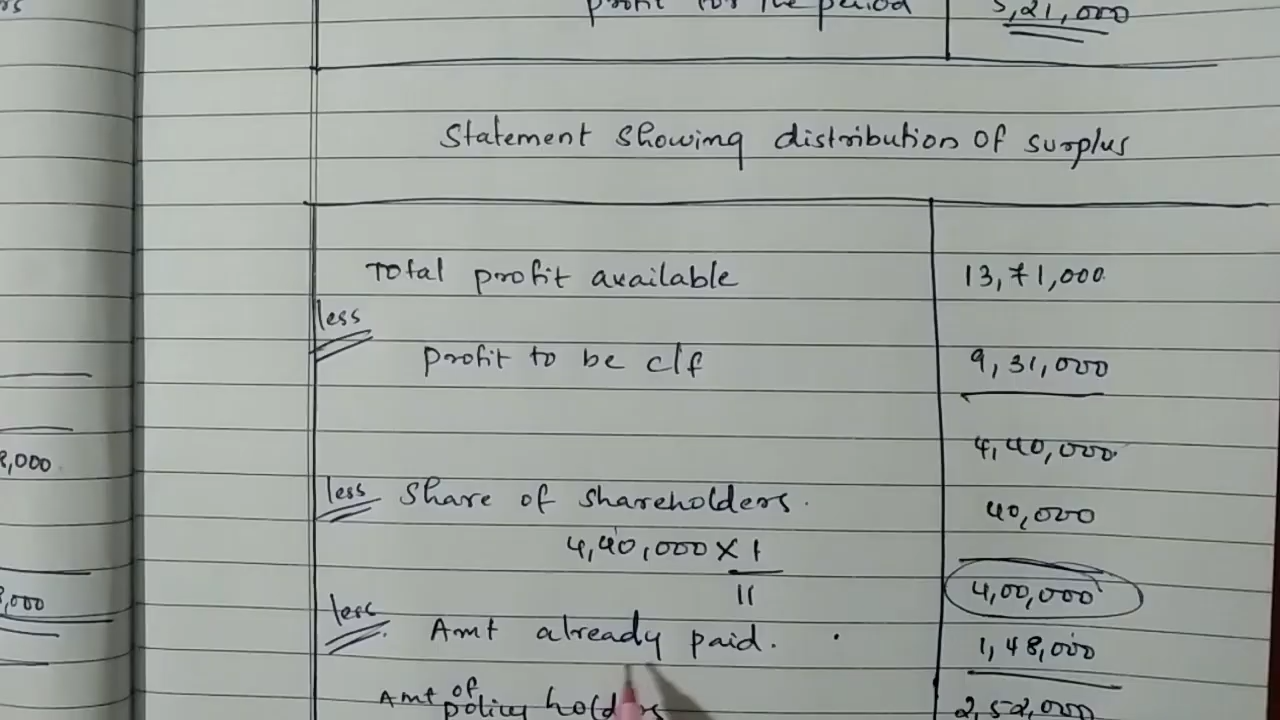 profit for the period 5,21,000
Statement showing distribution of surplus
Total profit available 13,71,000
less
profit to be c/f 9,31,000
4,40,000
less share of shareholders. 40,000
4,40,000 × 1
11
4,00,000
less Amt already paid. 1,48,000
Amt of policy holders 2,52,000